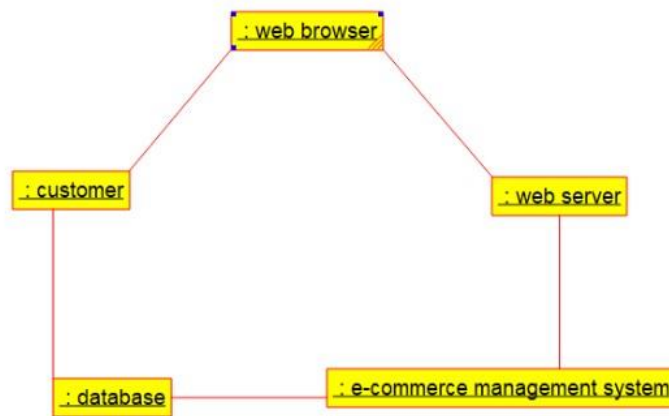 : web browser
: customer
: web server
: database
: e-commerce management system